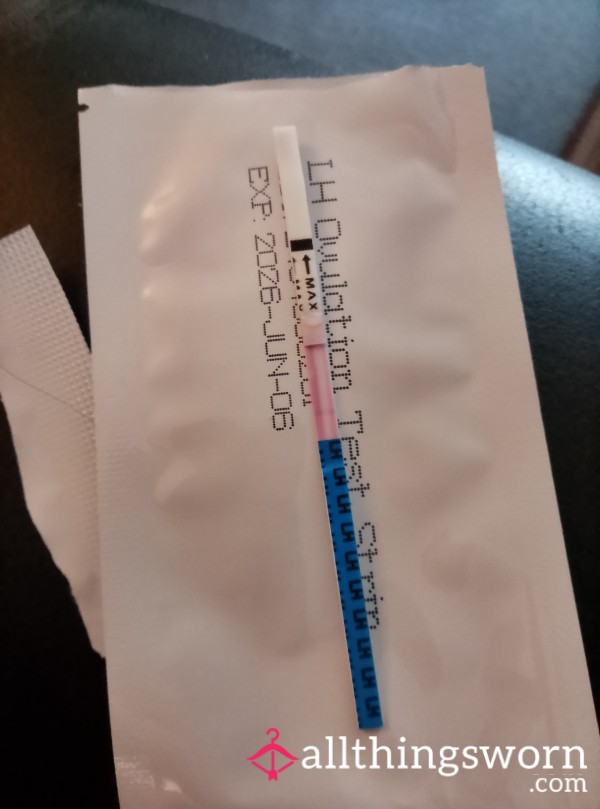 LH Ovulation Test Strip
EXP: 2026-JUN-06
←MAX
LH LH LH LH LH LH LH LH LH
allthingsworn
.com